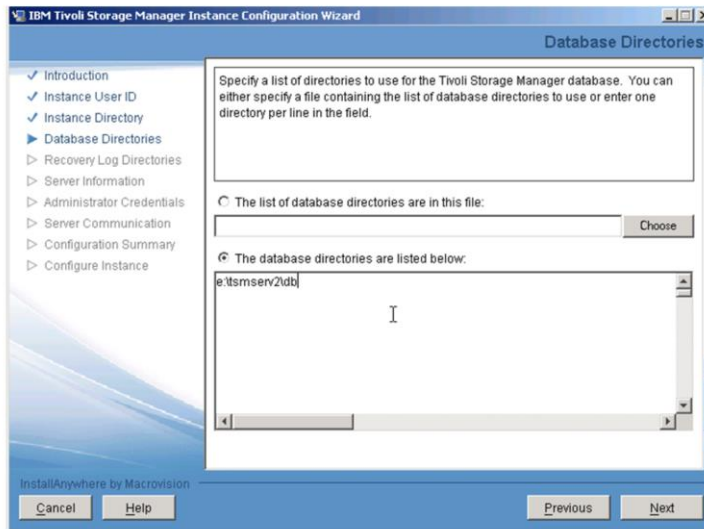 IBM Tivoli Storage Manager Instance Configuration Wizard
Database Directories
Introduction
Instance User ID
Instance Directory
Database Directories
Recovery Log Directories
Server Information
Administrator Credentials
Server Communication
Configuration Summary
Configure Instance
Specify a list of directories to use for the Tivoli Storage Manager database. You can
either specify a file containing the list of database directories to use or enter one
directory per line in the field.
The list of database directories are in this file:
Choose
The database directories are listed below:
e:\tsmserv2\db
InstallAnywhere by Macrovision
Cancel
Help
Previous
Next